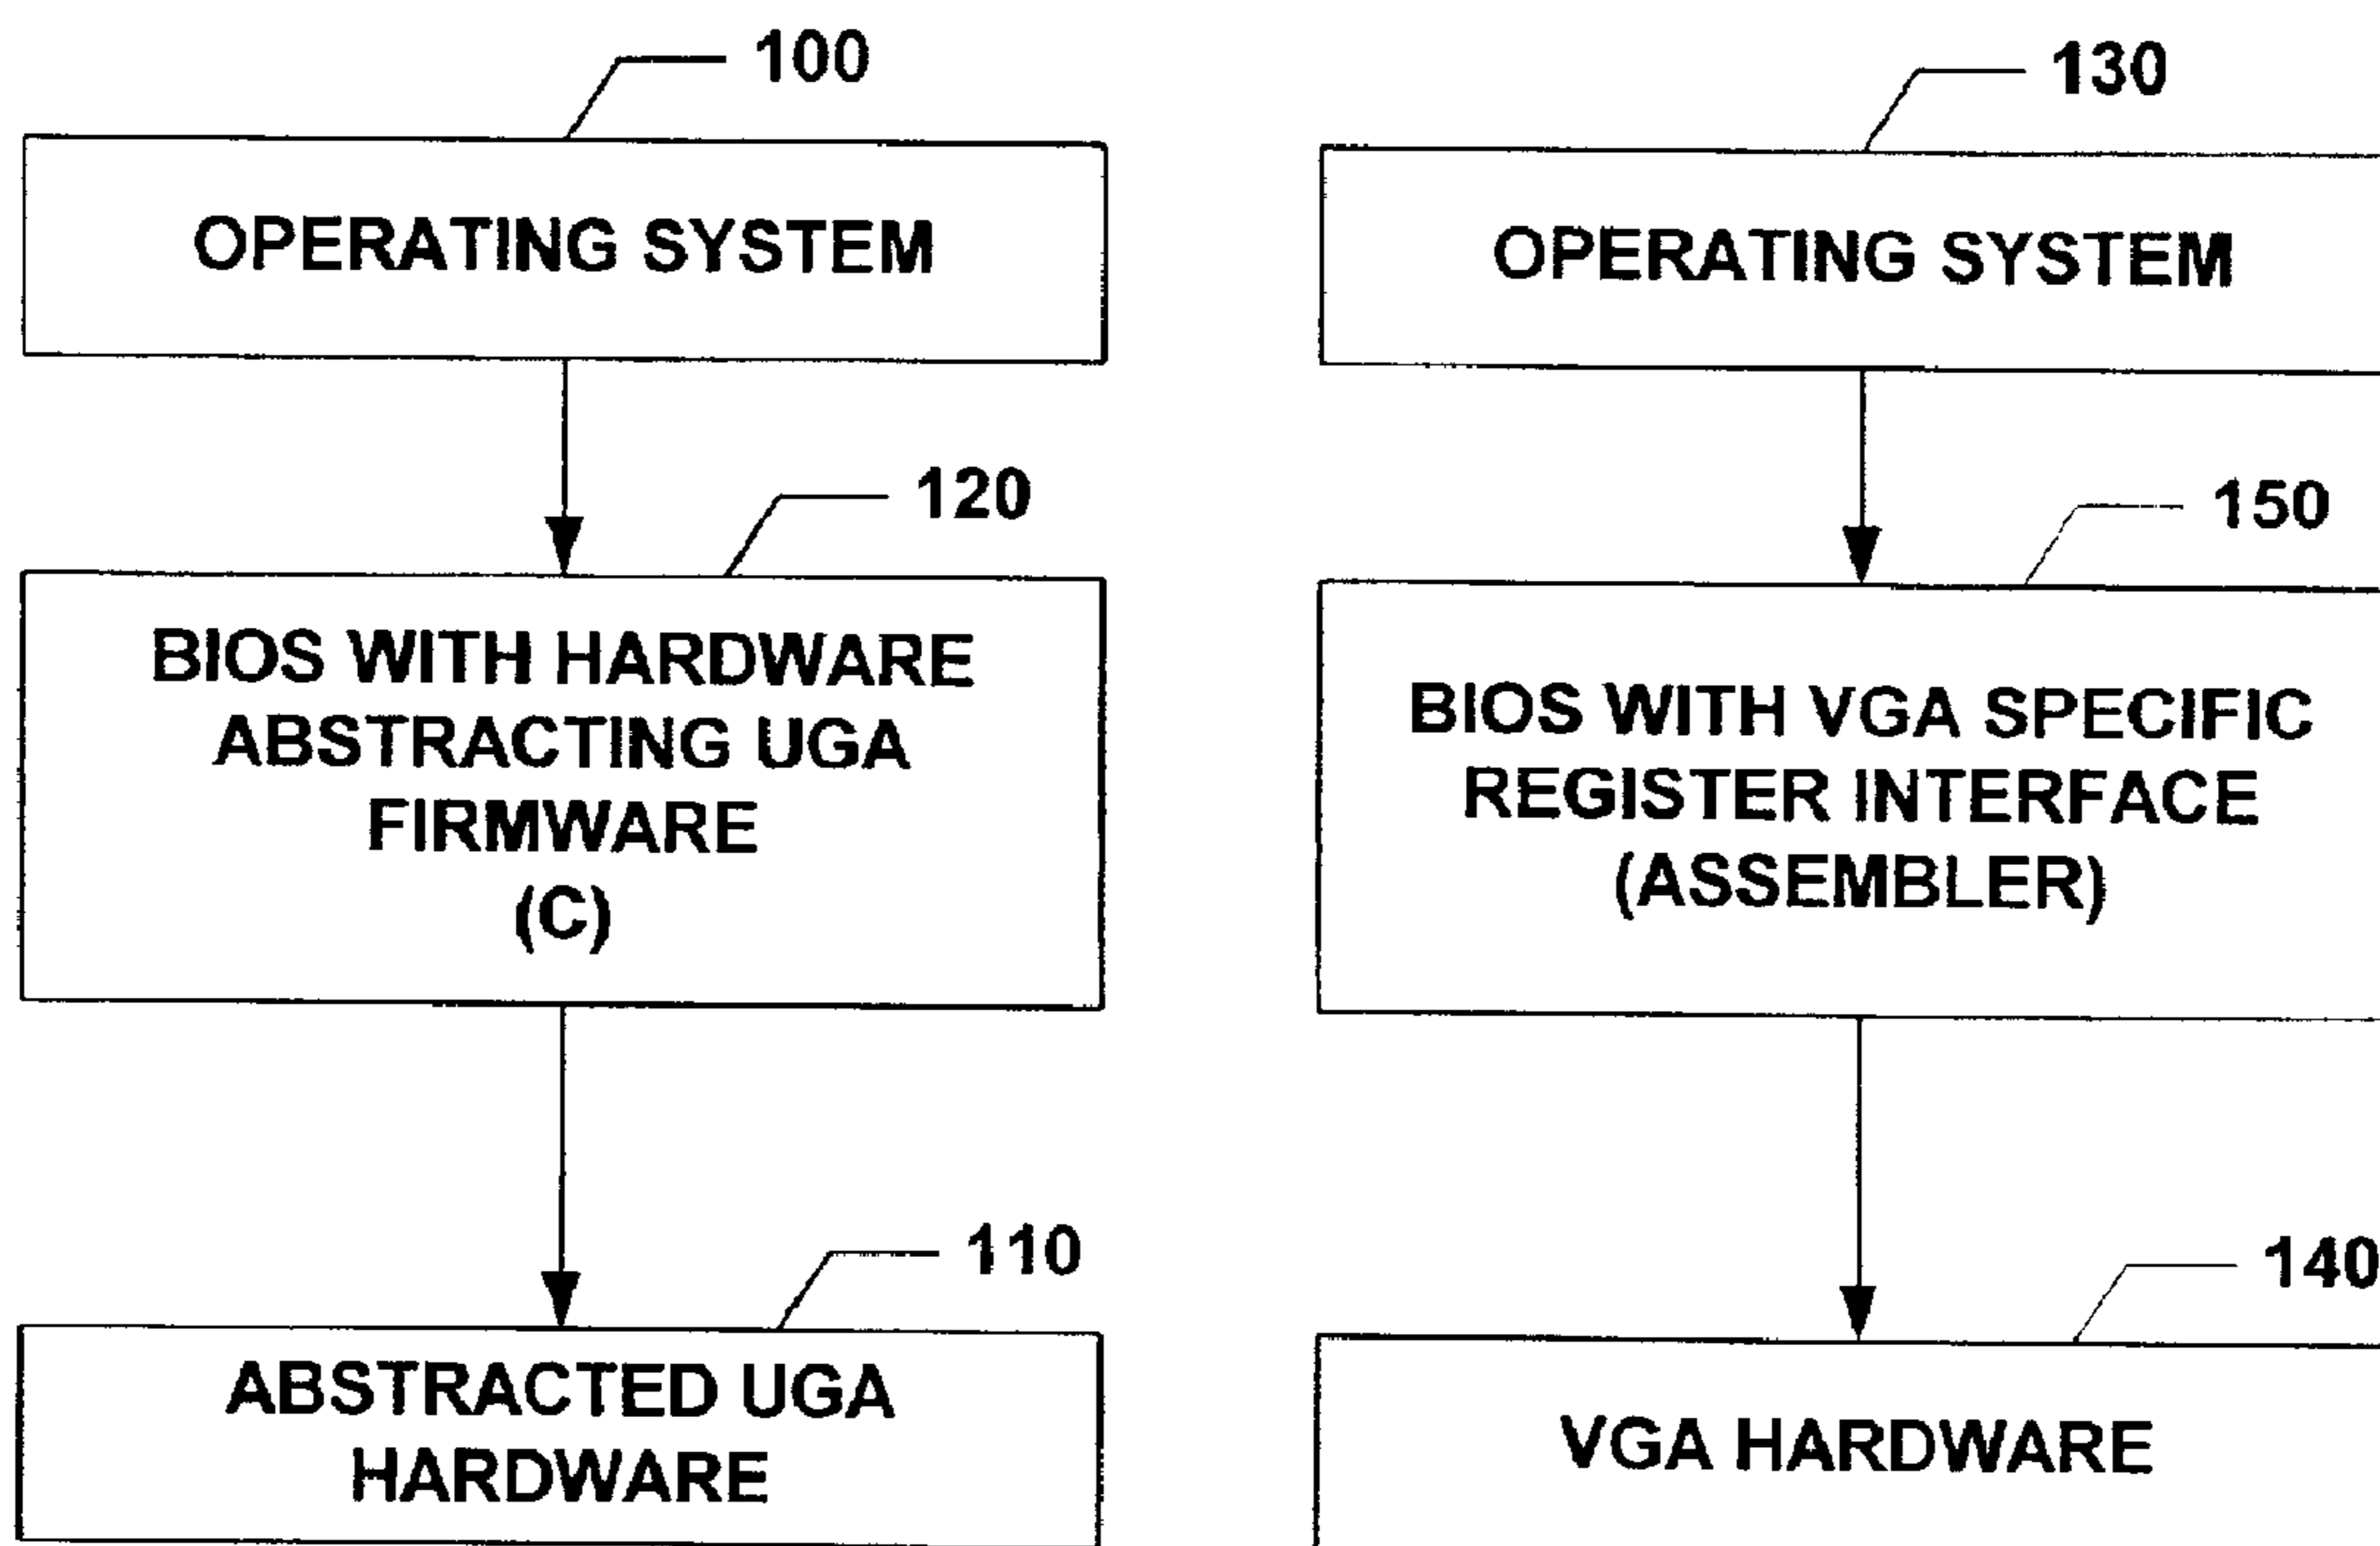 100
OPERATING SYSTEM
120
BIOS WITH HARDWARE
ABSTRACTING UGA
FIRMWARE
(C)
110
ABSTRACTED UGA
HARDWARE
130
OPERATING SYSTEM
150
BIOS WITH VGA SPECIFIC
REGISTER INTERFACE
(ASSEMBLER)
140
VGA HARDWARE